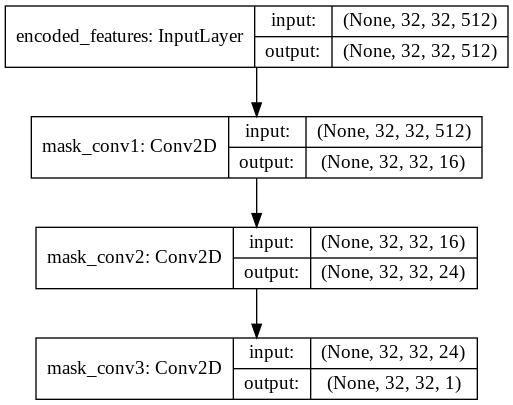 encoded_features: InputLayer
input: (None, 32, 32, 512)
output: (None, 32, 32, 512)
mask_conv1: Conv2D
input: (None, 32, 32, 512)
output: (None, 32, 32, 16)
mask_conv2: Conv2D
input: (None, 32, 32, 16)
output: (None, 32, 32, 24)
mask_conv3: Conv2D
input: (None, 32, 32, 24)
output: (None, 32, 32, 1)